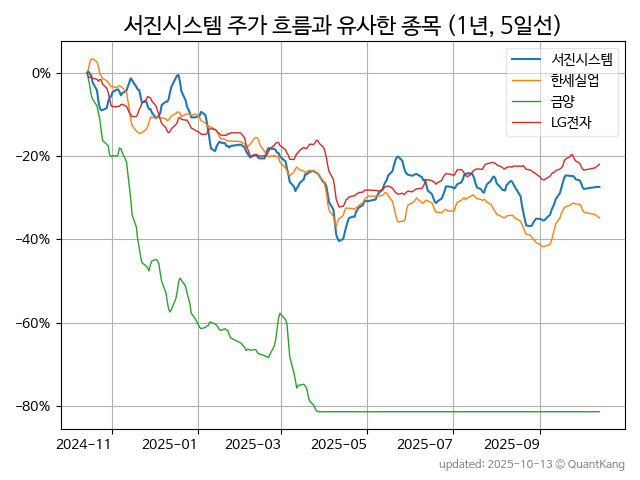 서진시스템 주가 흐름과 유사한 종목 (1년, 5일선)
서진시스템
한세실업
금양
LG전자
0%
−20%
−40%
−60%
−80%
2024-11
2025-01
2025-03
2025-05
2025-07
2025-09
updated: 2025-10-13 © QuantKang